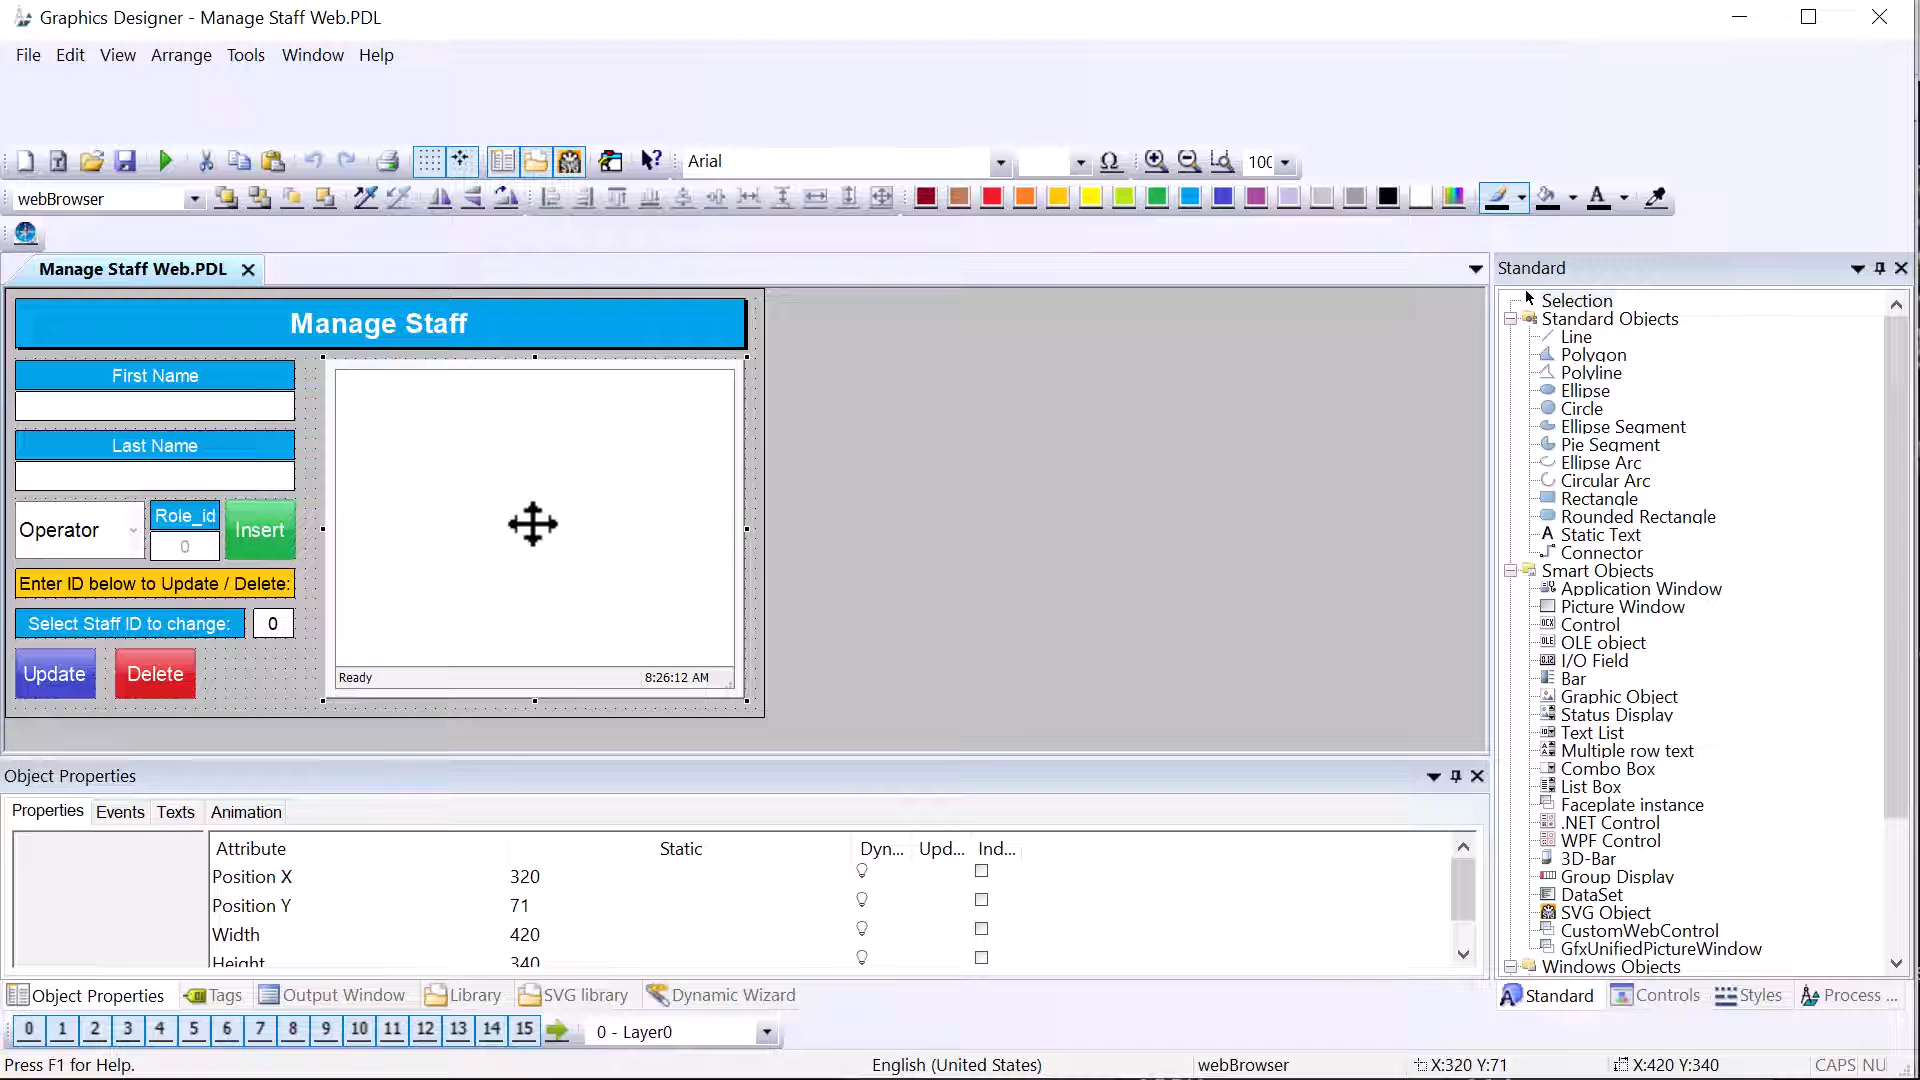 Graphics Designer - Manage Staff Web.PDL
File Edit View Arrange Tools Window Help
Arial 100
webBrowser
Manage Staff Web.PDL
Manage Staff
First Name
Last Name
Operator Role_id 0 Insert
Enter ID below to Update / Delete:
Select Staff ID to change: 0
Update Delete
Ready 8:26:12 AM
Standard
Selection
Standard Objects
Line
Polygon
Polyline
Ellipse
Circle
Ellipse Segment
Pie Segment
Ellipse Arc
Circular Arc
Rectangle
Rounded Rectangle
Static Text
Connector
Smart Objects
Application Window
Picture Window
Control
OLE object
I/O Field
Bar
Graphic Object
Status Display
Text List
Multiple row text
Combo Box
List Box
Faceplate instance
.NET Control
WPF Control
3D-Bar
Group Display
DataSet
SVG Object
CustomWebControl
GfxUnifiedPictureWindow
Windows Objects
Standard Controls Styles Process ...
Object Properties
Properties Events Texts Animation
Attribute Static Dyn... Upd... Ind...
Position X 320
Position Y 71
Width 420
Height 340
Object Properties Tags Output Window Library SVG library Dynamic Wizard
0 1 2 3 4 5 6 7 8 9 10 11 12 13 14 15 0 - Layer0
Press F1 for Help. English (United States) webBrowser X:320 Y:71 X:420 Y:340 CAPS NU